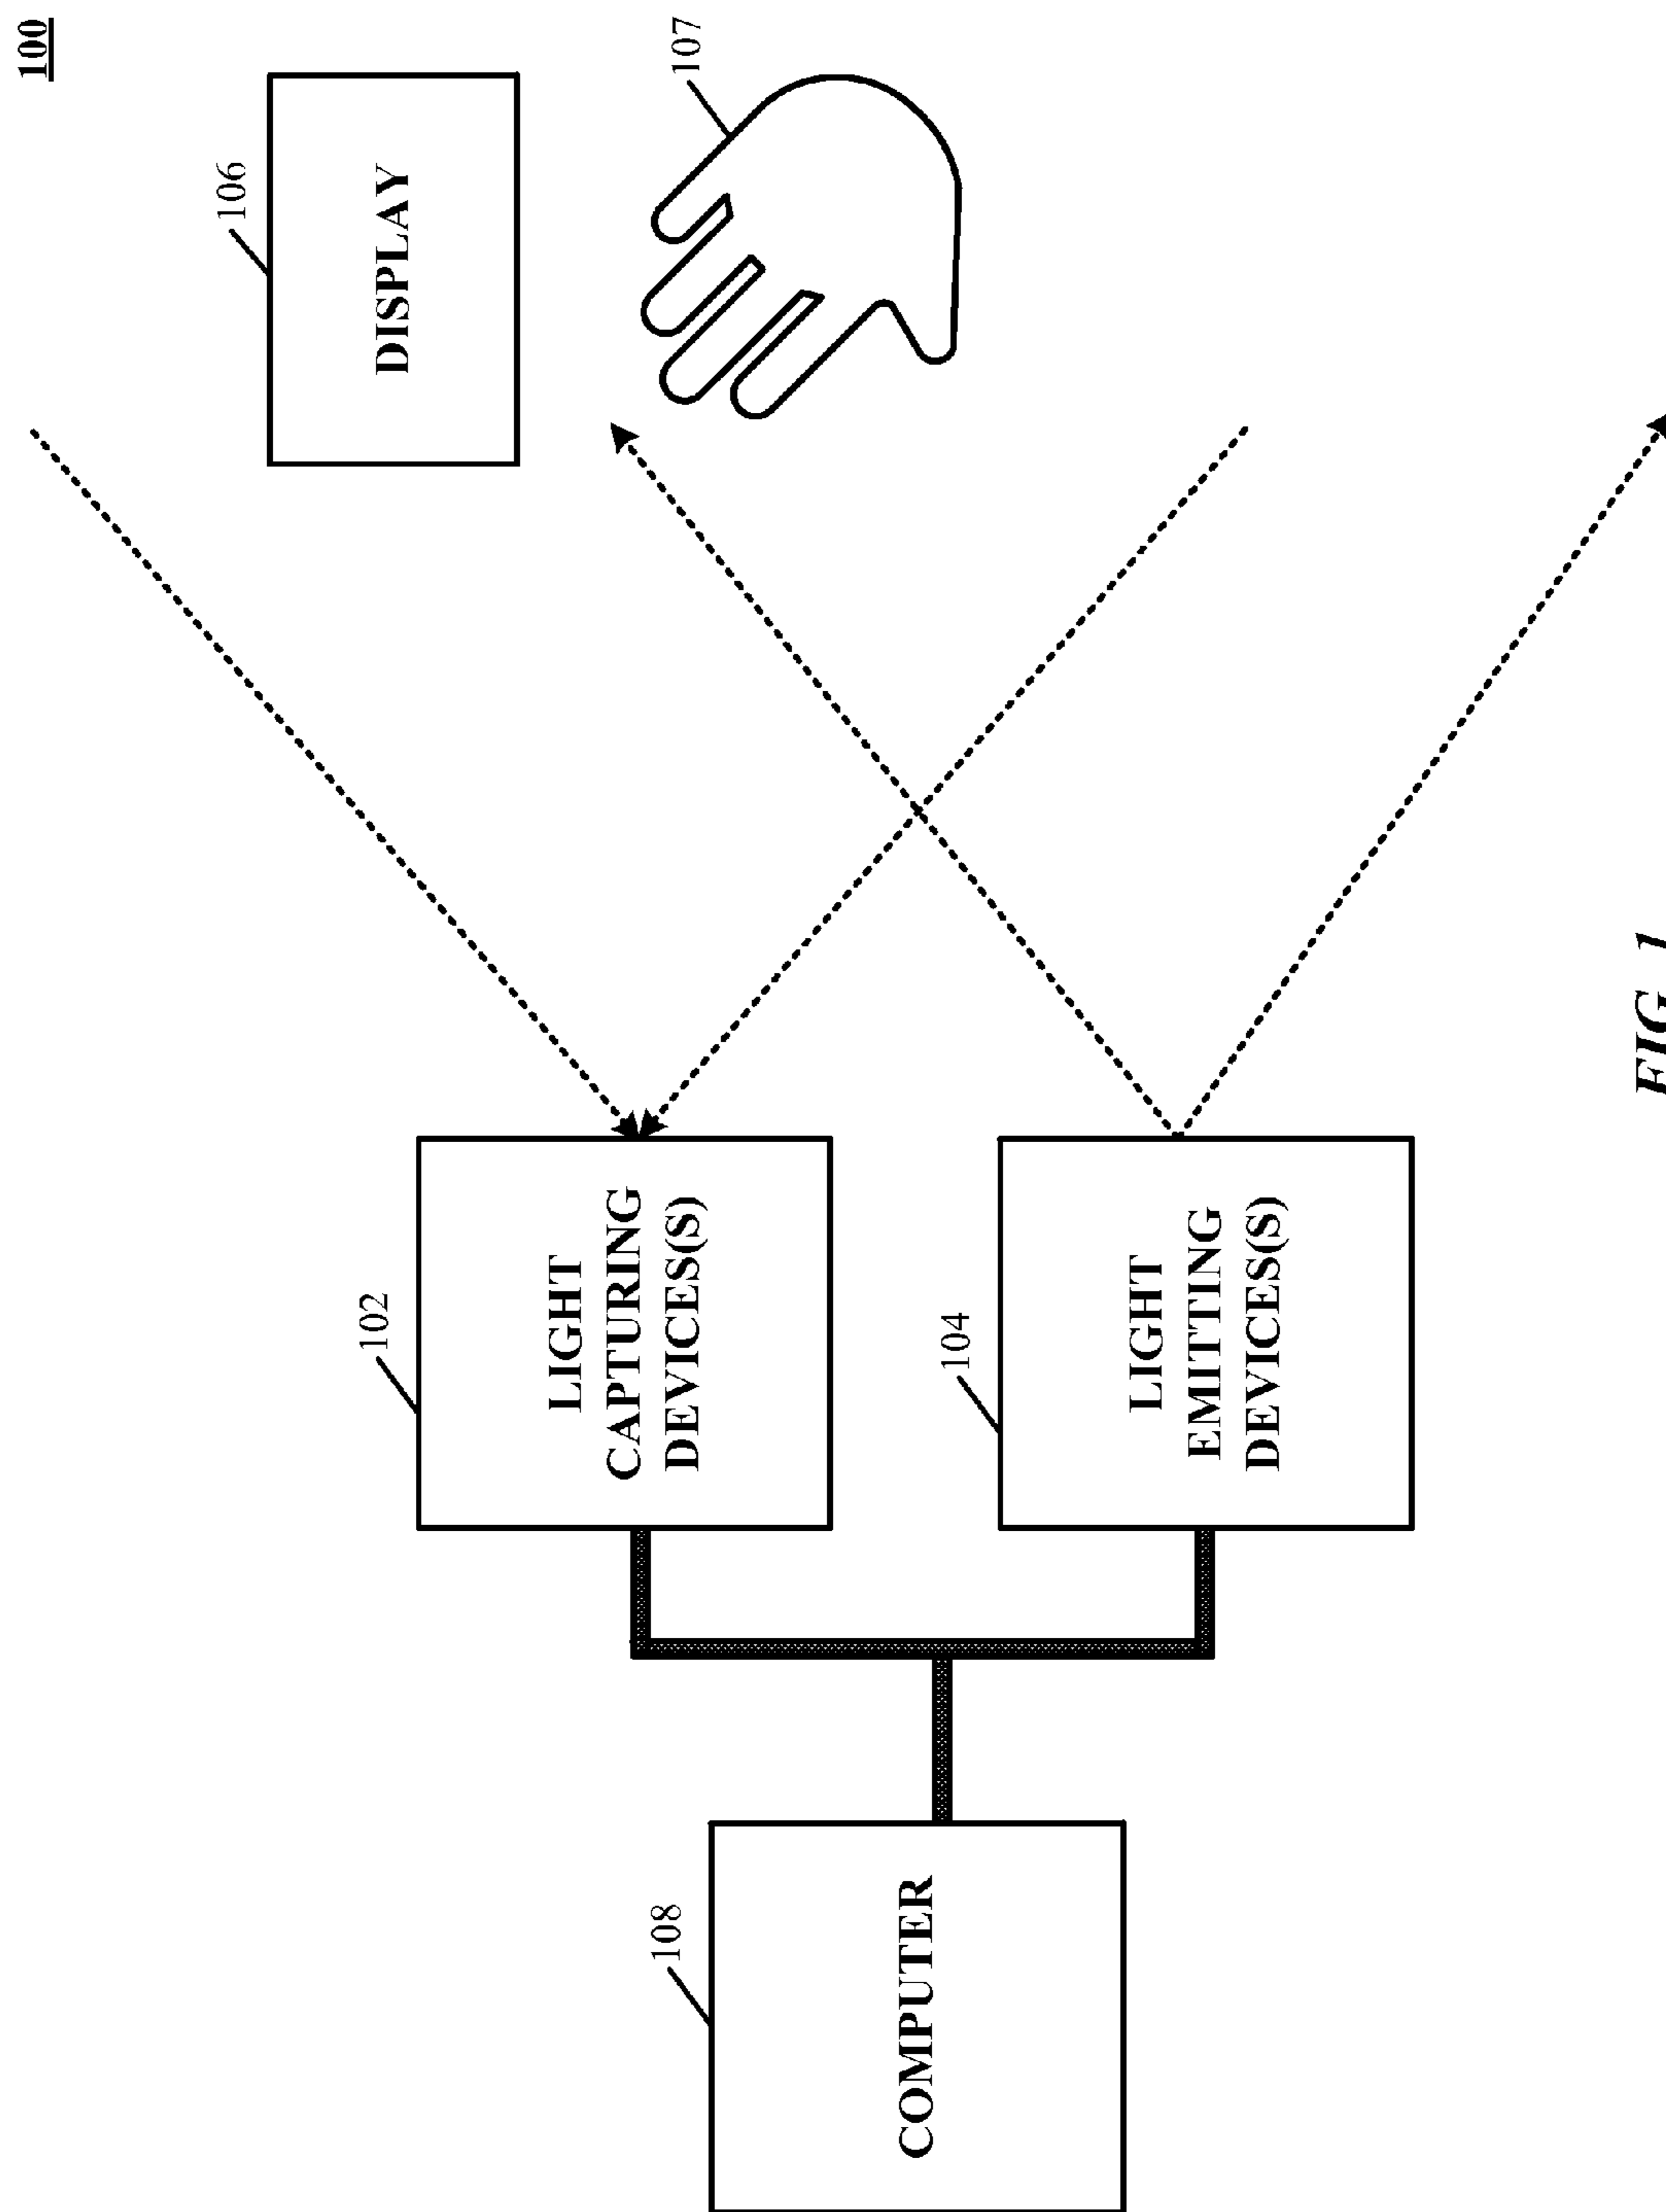 100
106
DISPLAY
102
LIGHT
CAPTURING
DEVICES(S)
107
108
COMPUTER
104
LIGHT
EMITTING
DEVICES(S)
FIG. 1